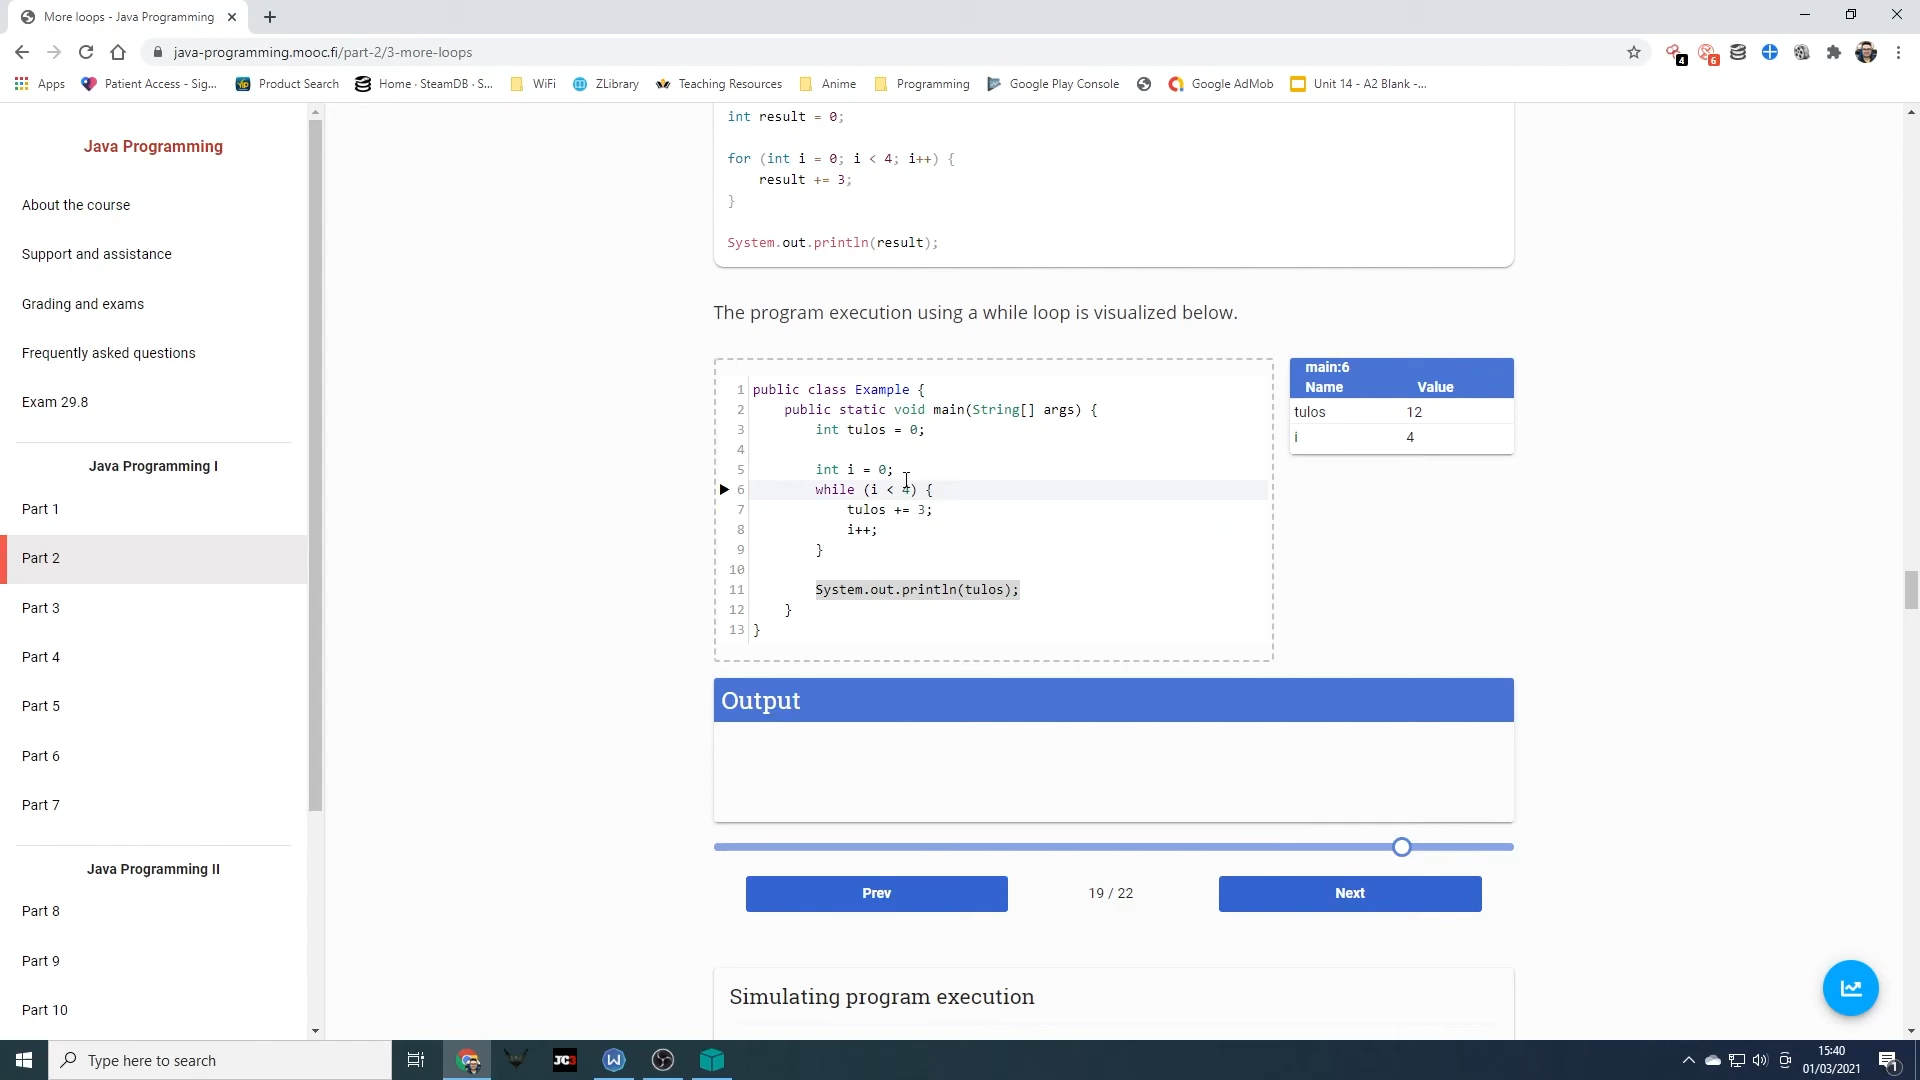 More loops - Java Programming
java-programming.mooc.fi/part-2/3-more-loops
4
6
Apps
Patient Access - Sig...
Product Search
Home · SteamDB · S...
WiFi
ZLibrary
Teaching Resources
Anime
Programming
Google Play Console
Google AdMob
Unit 14 - A2 Blank -...
Java Programming
About the course
Support and assistance
Grading and exams
Frequently asked questions
Exam 29.8
Java Programming I
Part 1
Part 2
Part 3
Part 4
Part 5
Part 6
Part 7
Java Programming II
Part 8
Part 9
Part 10
int result = 0;
for (int i = 0; i < 4; i++) {
result += 3;
}
System.out.println(result);
The program execution using a while loop is visualized below.
1 public class Example {
2 public static void main(String[] args) {
3 int tulos = 0;
4
5 int i = 0;
6 while (i < 4) {
7 tulos += 3;
8 i++;
9 }
10
11 System.out.println(tulos);
12 }
13 }
main:6
Name Value
tulos 12
i 4
Output
Prev
19 / 22
Next
Simulating program execution
Type here to search
JC3
W
15:40
01/03/2021
1